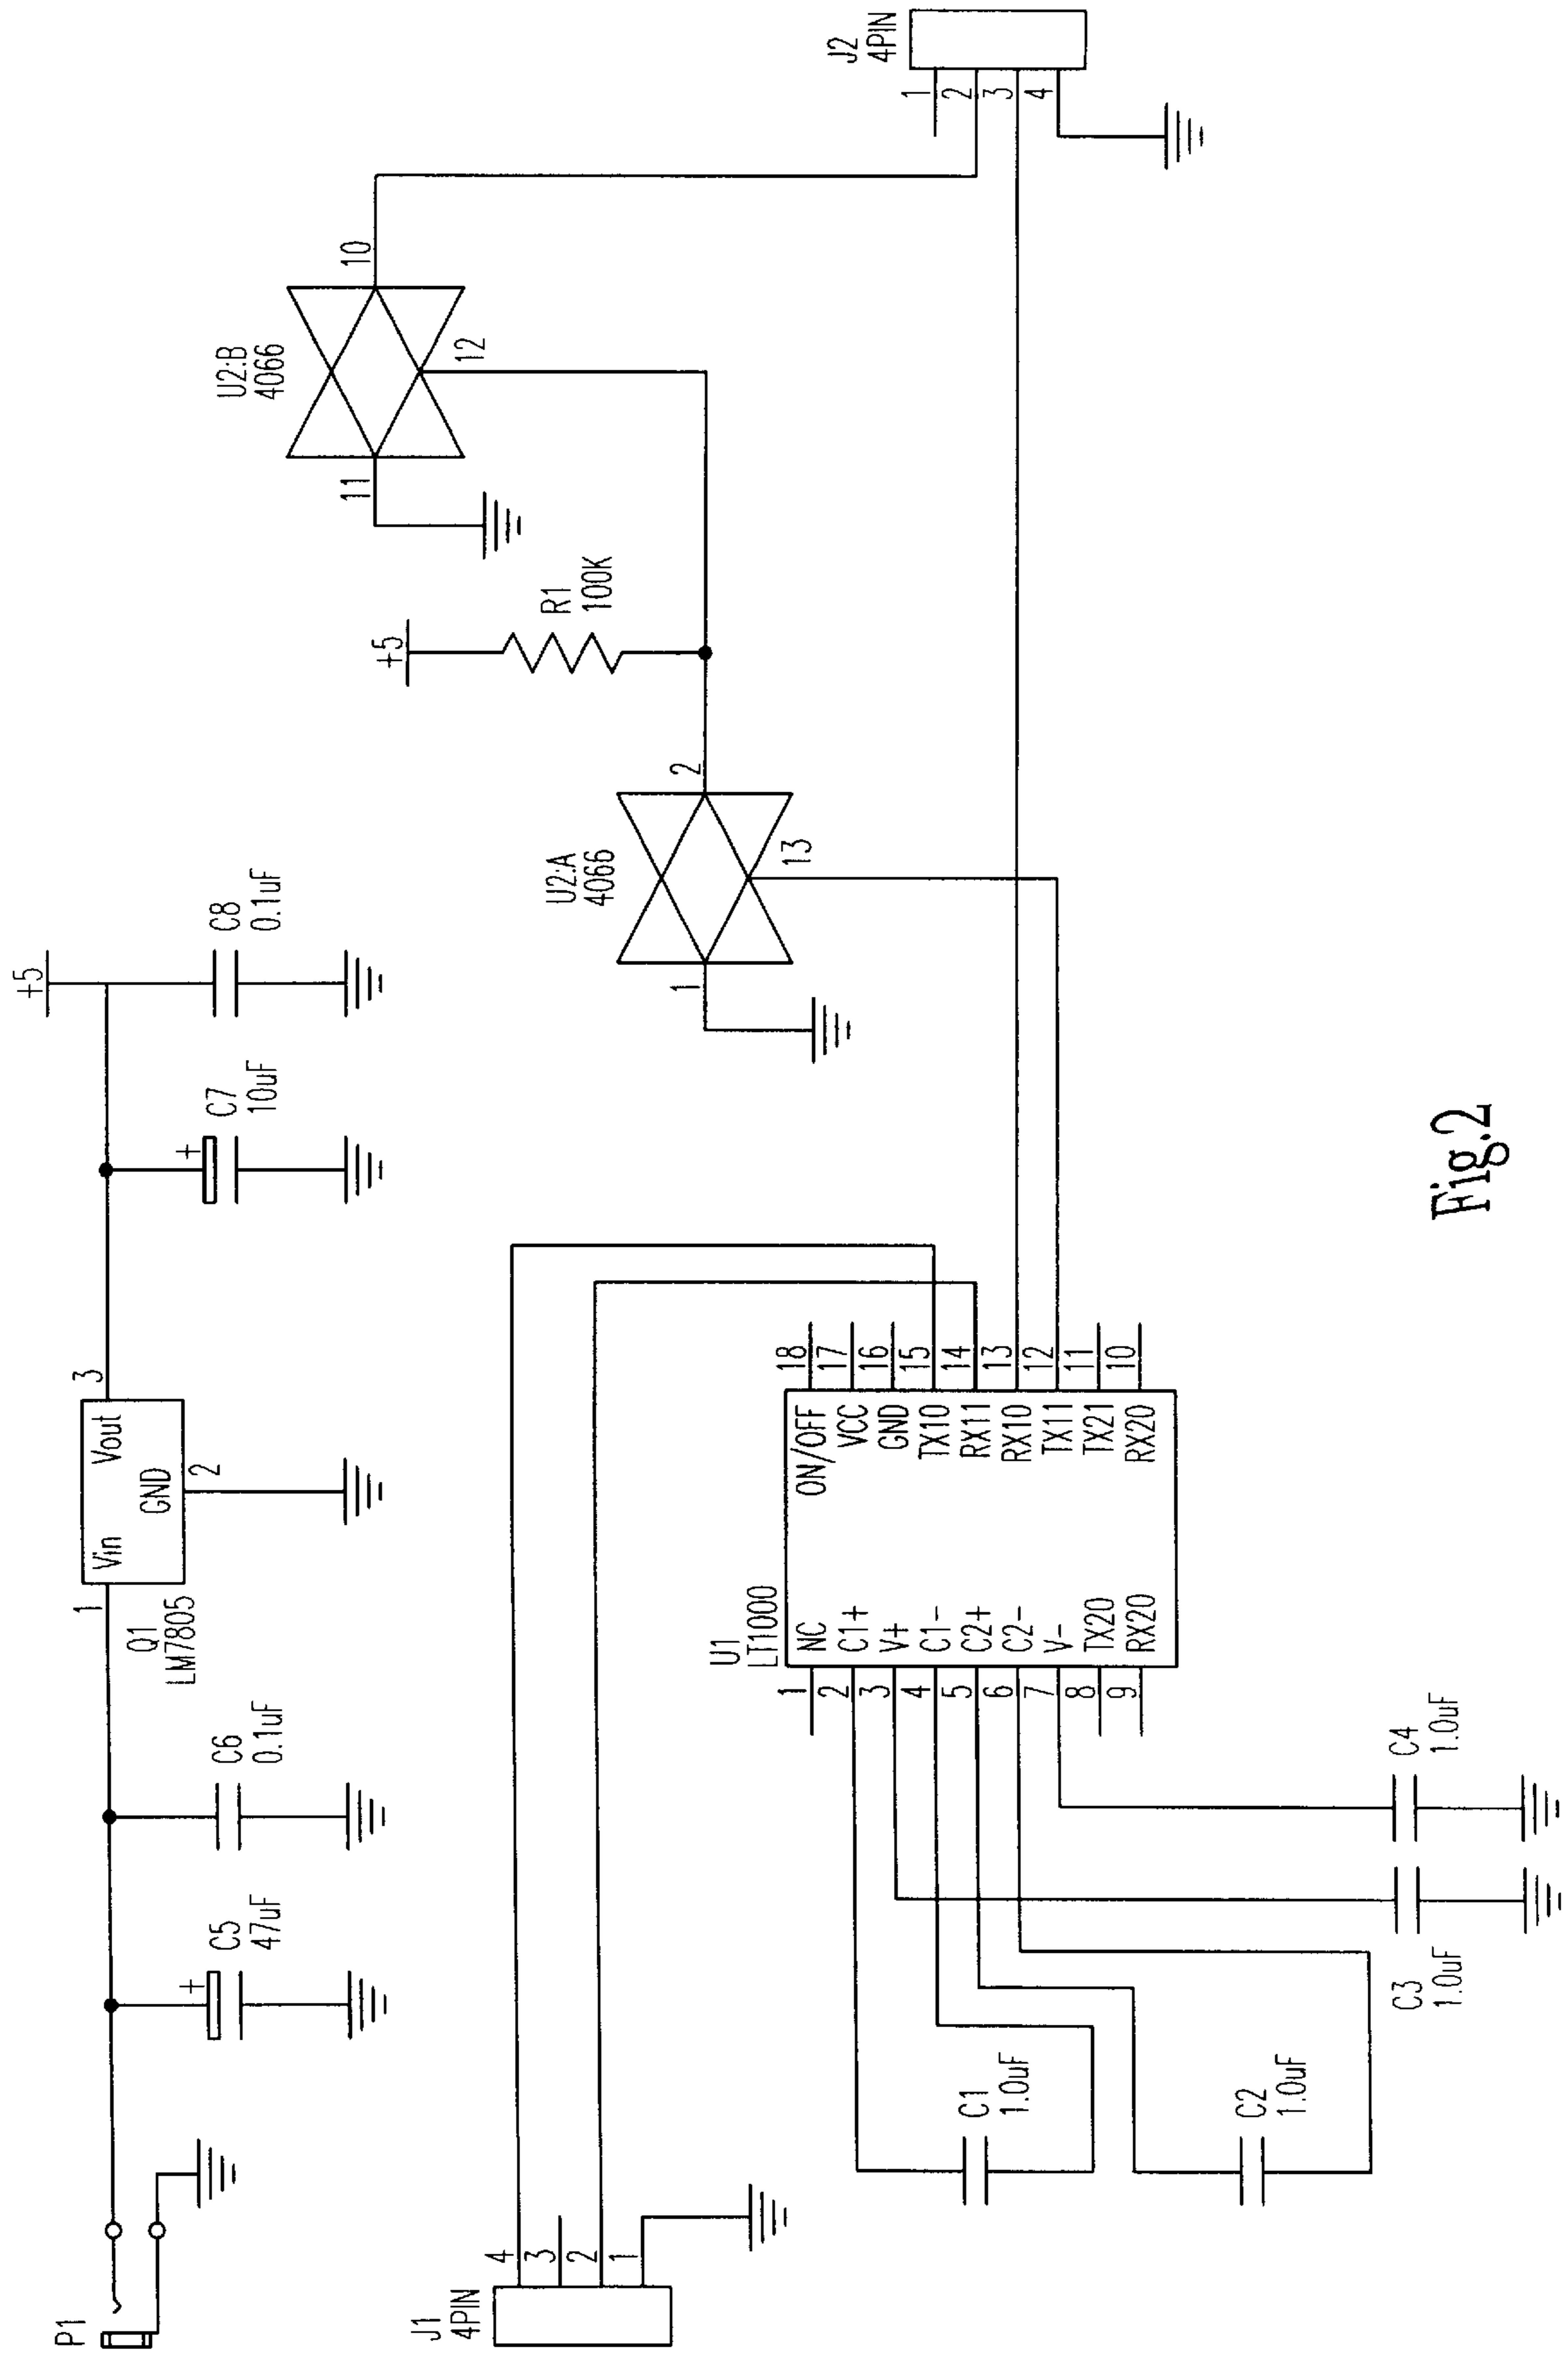 P1
C5
47uF
+
C6
0.1uF
Q1
LM7805
1
Vin
Vout
GND
2
3
C7
10uF
+
+5
C8
0.1uF
J1
4PIN
4
3
2
1
U2:A
4066
1
2
13
+5
R1
100K
U2:B
4066
11
10
12
J2
4PIN
1
2
3
4
U1
LT1000
1 NC
2 C1+
3 V+
4 C1-
5 C2+
6 C2-
7 V-
8 TX20
9 RX20
ON/OFF 18
VCC 17
GND 16
TX10 15
RX11 14
RX10 13
TX11 12
TX21 11
RX20 10
C1
1.0uF
C2
1.0uF
C3
1.0uF
C4
1.0uF
Fig.2